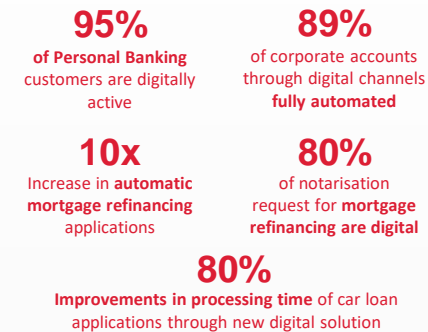 95%
of Personal Banking
customers are digitally
active
89%
of corporate accounts
through digital channels
fully automated
10x
Increase in automatic
mortgage refinancing
applications
80%
of notarisation
request for mortgage
refinancing are digital
80%
Improvements in processing time of car loan
applications through new digital solution